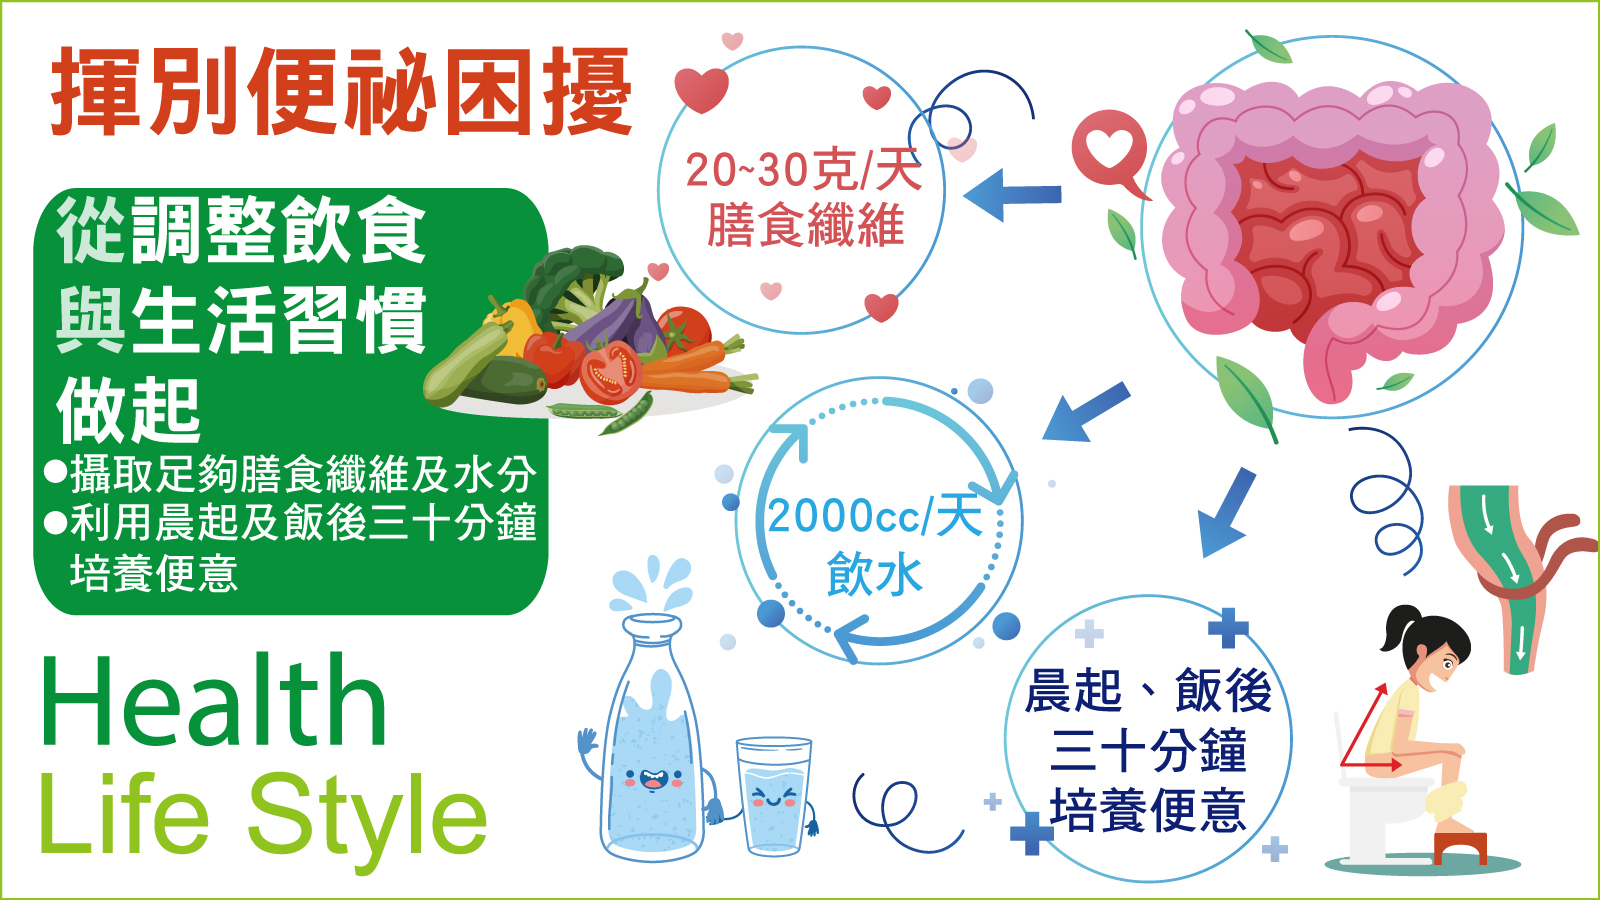 揮別便祕困擾
從調整飲食
與生活習慣
做起
●攝取足夠膳食纖維及水分
●利用晨起及飯後三十分鐘
培養便意
Health
Life Style
20~30克/天
膳食纖維
2000cc/天
飲水
晨起、飯後
三十分鐘
培養便意